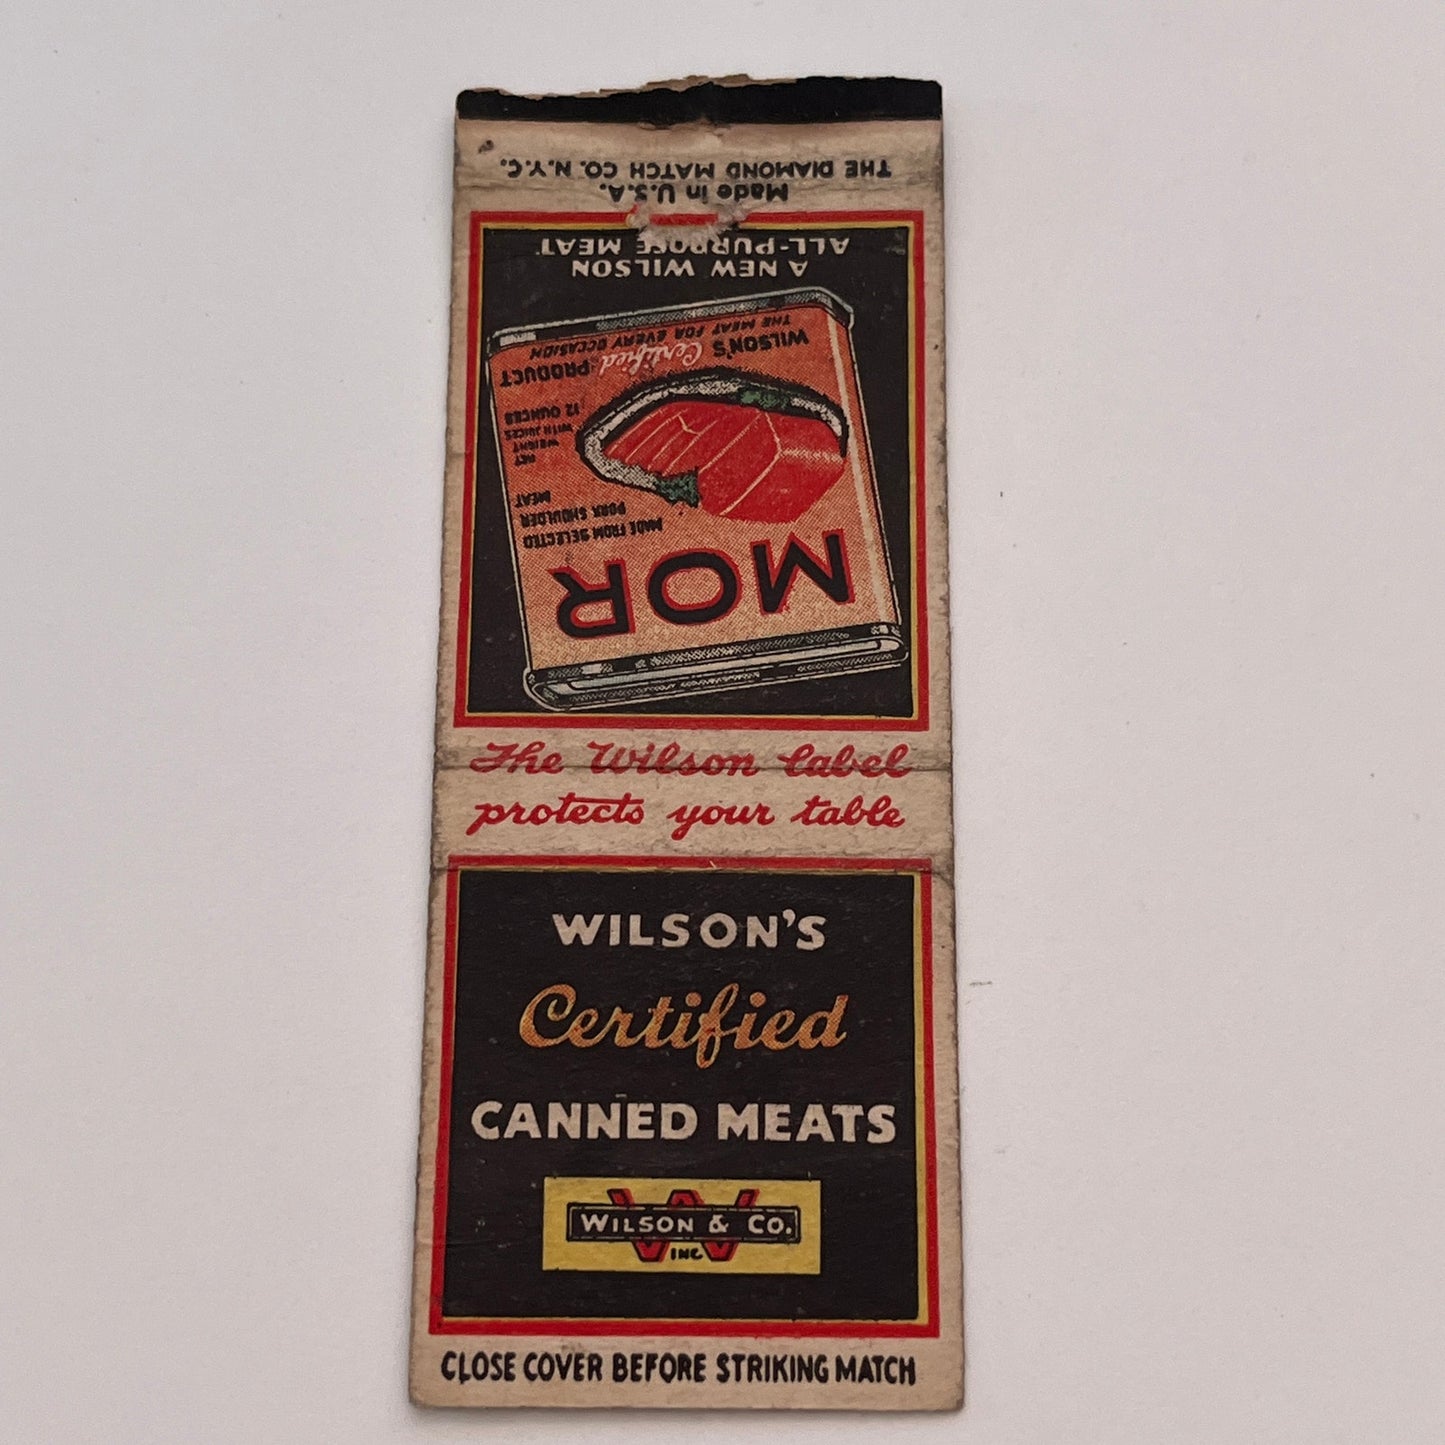 THE DIAMOND MATCH CO. N.Y.C.
Made in U.S.A.
A NEW WILSON
ALL-PURPOSE MEAT
WILSON'S Certified PRODUCT
THE MEAT FOR EVERY OCCASION
NET
WEIGHT
WITH JUICES
12 OUNCES
MADE FROM SELECTED
PORK SHOULDER
MEAT
MOR
The Wilson label
protects your table
WILSON'S
Certified
CANNED MEATS
W
WILSON & CO.
INC
CLOSE COVER BEFORE STRIKING MATCH